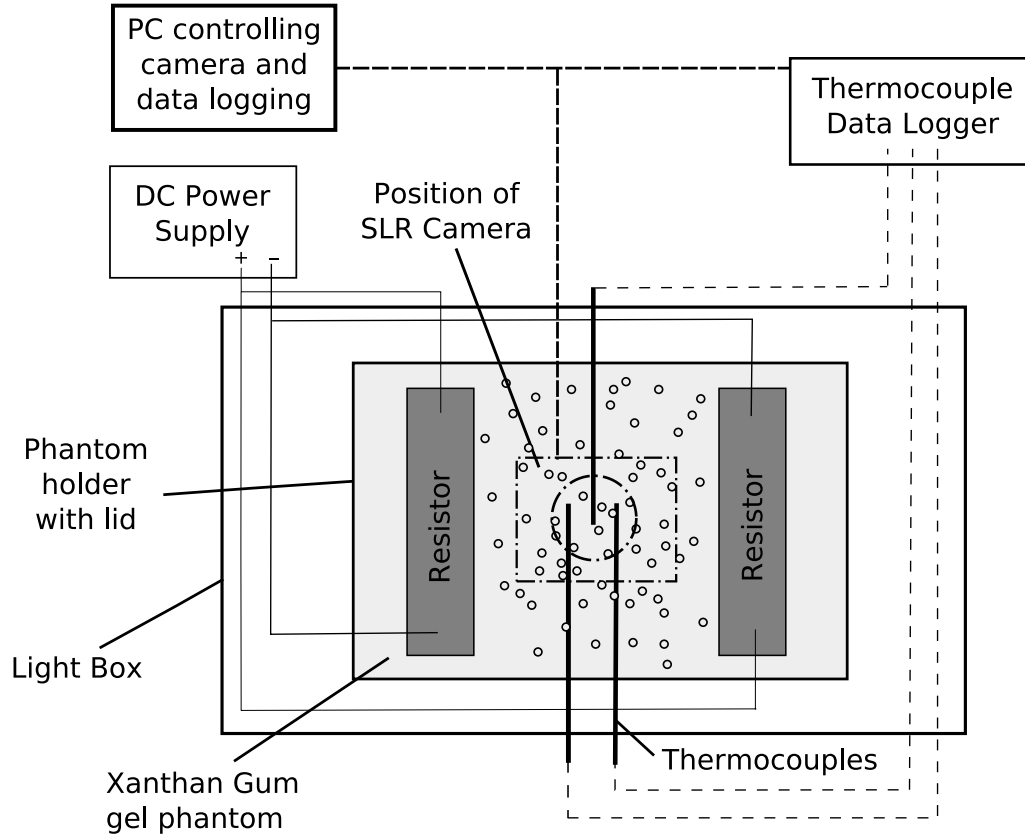 PC controlling
camera and
data logging
Thermocouple
Data Logger
DC Power
Supply
+ −
Position of
SLR Camera
Phantom
holder
with lid
Resistor
Resistor
Light Box
Xanthan Gum
gel phantom
Thermocouples